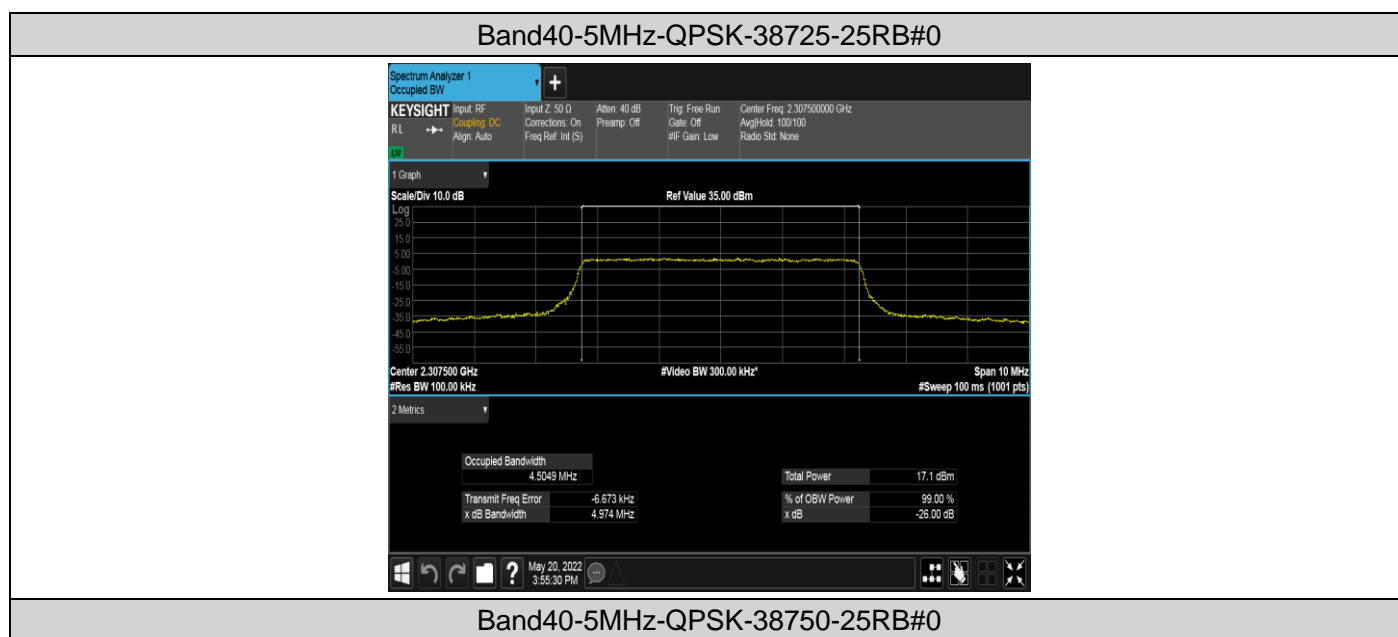 Band40-5MHz-QPSK-38725-25RB#0
Spectrum Analyzer 1
Occupied BW
+
KEYSIGHT Input: RF Input Z: 50 Ω Atten: 40 dB Trig: Free Run Center Freq: 2.307500000 GHz
RL Coupling: DC Corrections: On Preamp: Off Gate: Off Avg|Hold: 100/100
Align: Auto Freq Ref: Int (S) #IF Gain: Low Radio Std: None
LXI
1 Graph
Scale/Div 10.0 dB Ref Value 35.00 dBm
Log
25.0
15.0
5.00
-5.00
-15.0
-25.0
-35.0
-45.0
-55.0
Center 2.307500 GHz #Video BW 300.00 kHz* Span 10 MHz
#Res BW 100.00 kHz #Sweep 100 ms (1001 pts)
2 Metrics
Occupied Bandwidth
4.5049 MHz Total Power 17.1 dBm
Transmit Freq Error -6.673 kHz % of OBW Power 99.00 %
x dB Bandwidth 4.974 MHz x dB -26.00 dB
? May 20, 2022
3:55:30 PM
Band40-5MHz-QPSK-38750-25RB#0